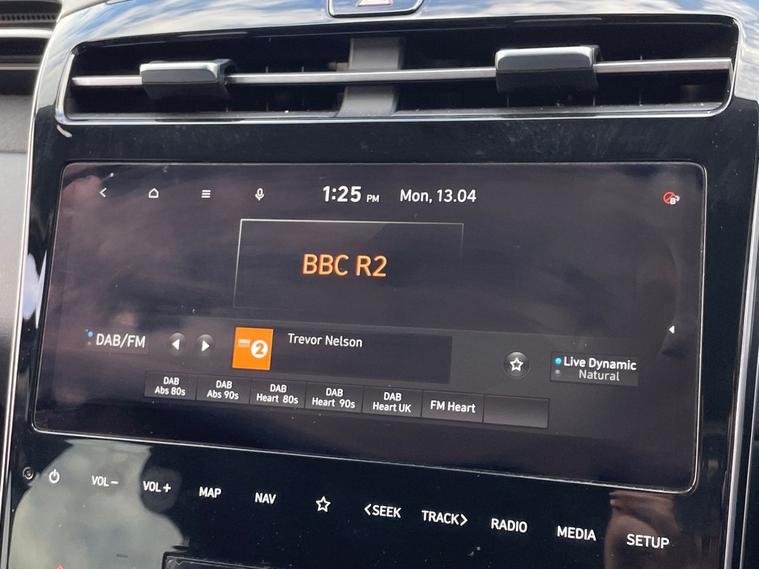 1:25 PM Mon, 13.04
BBC R2
DAB/FM
2
Trevor Nelson
Live Dynamic
Natural
DAB
Abs 80s
DAB
Abs 90s
DAB
Heart 80s
DAB
Heart 90s
DAB
Heart UK
FM Heart
VOL−
VOL+
MAP
NAV
<SEEK
TRACK>
RADIO
MEDIA
SETUP